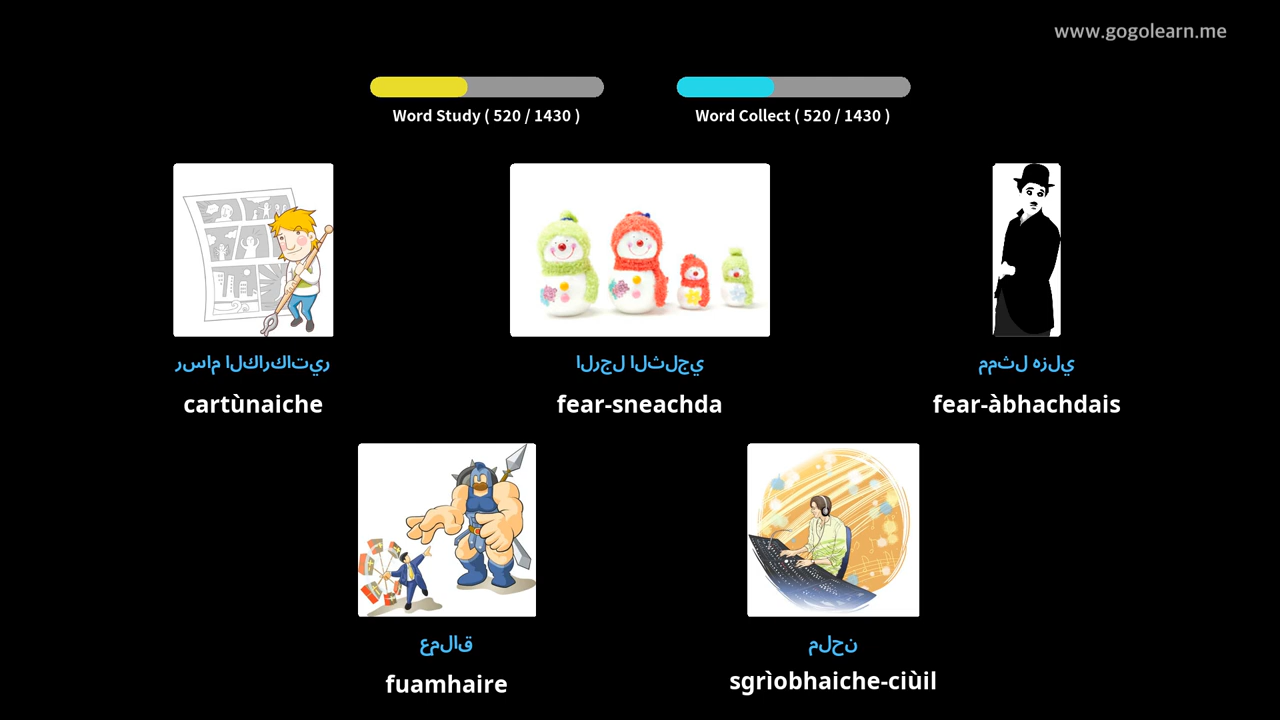 www.gogolearn.me
Word Study ( 520 / 1430 )
Word Collect ( 520 / 1430 )
رسام الكاركاتير
الرجل الثلجي
ممثل هزلي
cartùnaiche
fear-sneachda
fear-àbhachdais
عملاق
ملحن
fuamhaire
sgrìobhaiche-ciùil